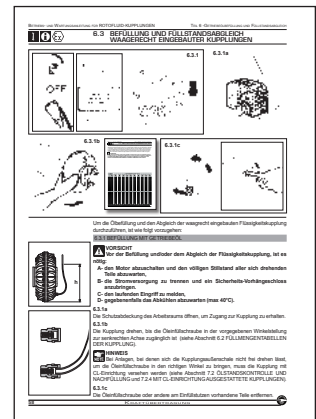 BETRIEBS- UND WARTUNGSANLEITUNG FÜR ROTOFLUID-KUPPLUNGEN
6.3 BEFÜLLUNG UND FÜLLSTANDSABGLEICH
WAAGERECHT EINGEBAUTER KUPPLUNGEN
6.3.1
6.3.1a
OFF
6.3.1b
6.3.1c
Um die Ölbefüllung und den Abgleich der waagrecht eingebauten Flüssigkeitskupplung
durchzuführen, ist wie folgt vorzugehen:
6.3.1 BEFÜLLUNG MIT GETRIEBEÖL
VORSICHT
Vor der Befüllung und/oder dem Abgleich der Flüssigkeitskupplung, ist es
nötig:
A- den Motor abzuschalten und den völligen Stillstand aller sich drehenden
Teile abzuwarten,
B- die Stromversorgung zu trennen und ein Sicherheits-Vorhängeschloss
anzubringen.
C- den laufenden Eingriff zu melden,
D- gegebenenfalls das Abkühlen abzuwarten (max 40°C).
6.3.1a
Die Schutzabdeckung des Arbeitsraums öffnen, um Zugang zur Kupplung zu erhalten.
6.3.1b
Die Kupplung drehen, bis die Öleinfüllschraube in der vorgegebenen Winkelstellung
zur senkrechten Achse zugänglich ist (siehe Abschnitt 6.2 FÜLLMENGENTABELLEN
DER KUPPLUNG).
HINWEIS
Bei Anlagen, bei denen sich die Kupplungsaußenschale nicht frei drehen lässt,
um die Öleinfüllschraube in den richtigen Winkel zu bringen, muss die Kupplung mit
CL-Einrichtung versehen werden (siehe Abschnitt 7.2 ÖLSTANDSKONTROLLE UND
NACHFÜLLUNG und 7.2.4 MIT CL-EINRICHTUNG AUSGESTATTETE KUPPLUNGEN).
6.3.1c
Die Öleinfüllschraube oder andere am Einfüllstutzen vorhandene Teile entfernen.
h